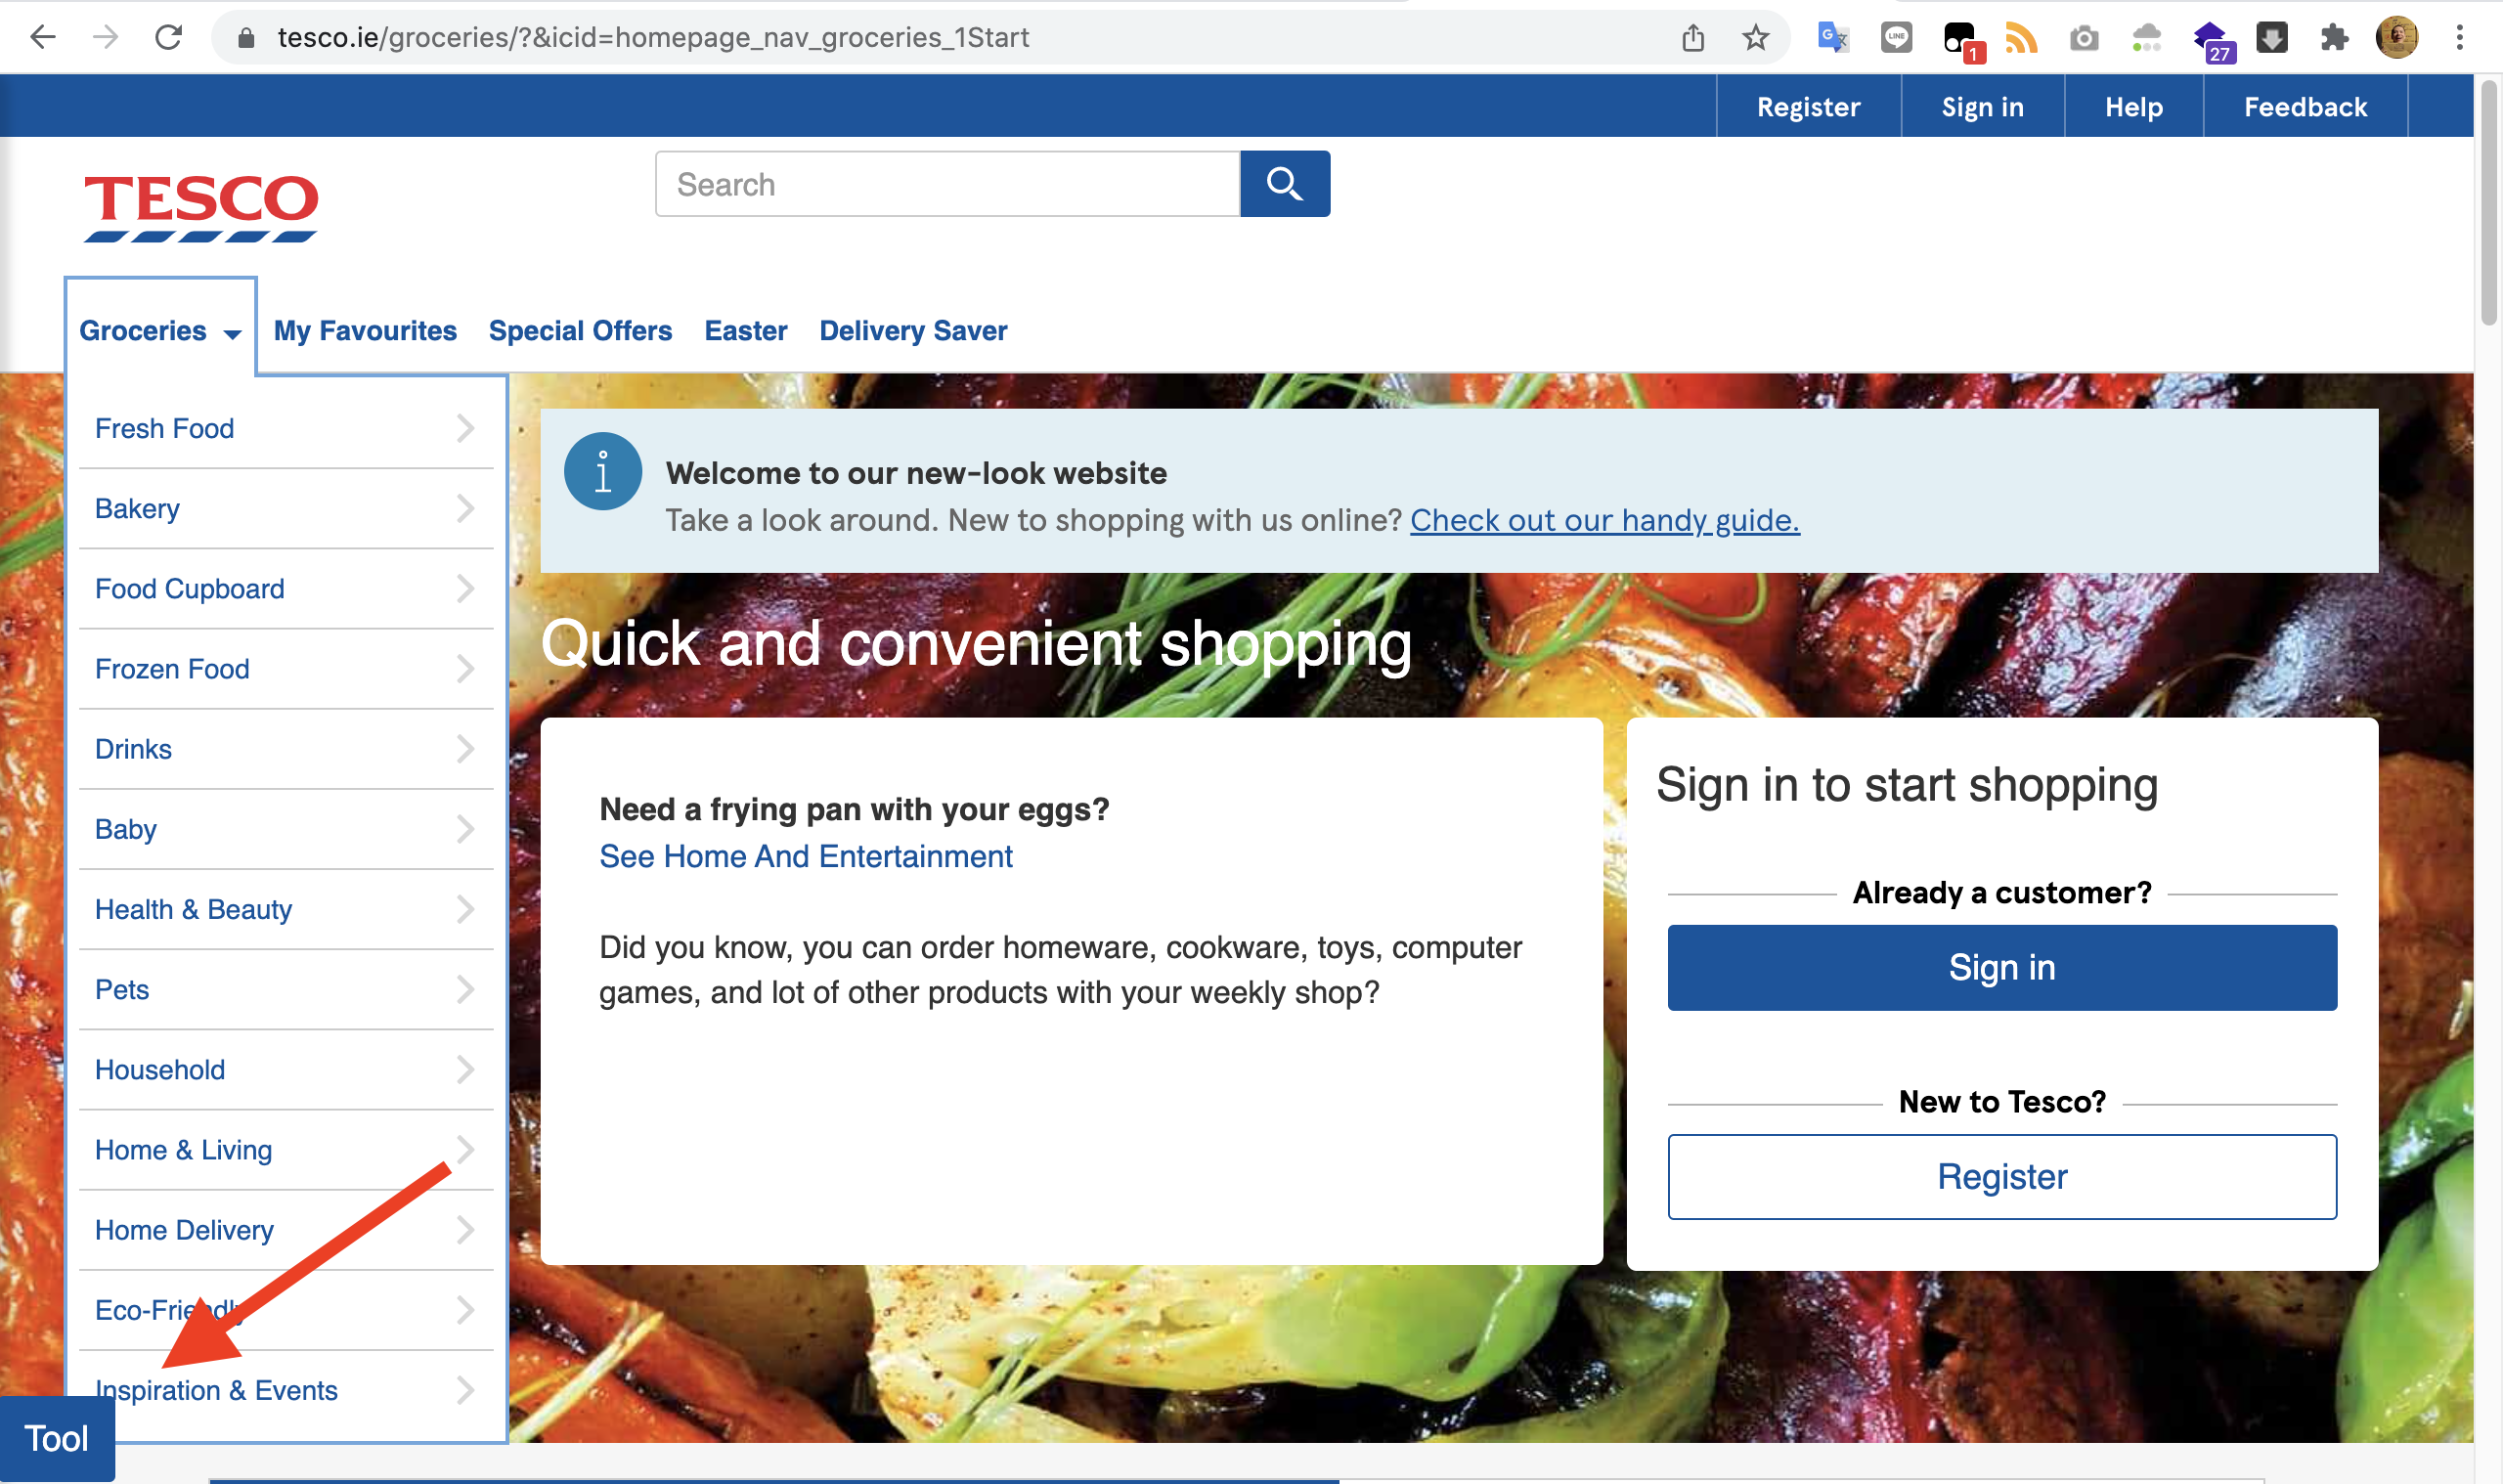 tesco.ie/groceries/?&icid=homepage_nav_groceries_1Start
LINE
1
27
Register Sign in Help Feedback
TESCO
Search
Groceries My Favourites Special Offers Easter Delivery Saver
Fresh Food
Bakery
Food Cupboard
Frozen Food
Drinks
Baby
Health & Beauty
Pets
Household
Home & Living
Home Delivery
Eco-Friendly
Inspiration & Events
Tool
Welcome to our new-look website
Take a look around. New to shopping with us online? Check out our handy guide.
Quick and convenient shopping
Need a frying pan with your eggs?
See Home And Entertainment
Did you know, you can order homeware, cookware, toys, computer
games, and lot of other products with your weekly shop?
Sign in to start shopping
Already a customer?
Sign in
New to Tesco?
Register